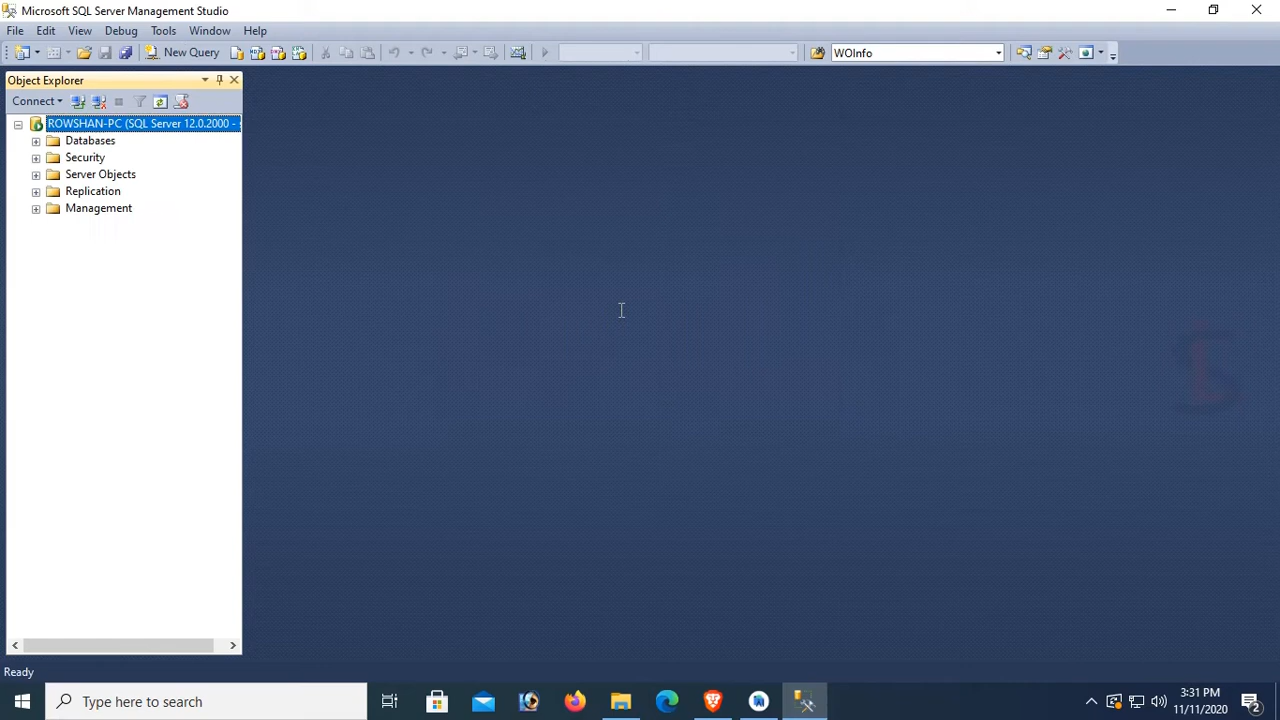 Microsoft SQL Server Management Studio
File Edit View Debug Tools Window Help
New Query
WOInfo
Object Explorer
Connect
ROWSHAN-PC (SQL Server 12.0.2000 -
Databases
Security
Server Objects
Replication
Management
Ready
Type here to search
3:31 PM
11/11/2020
2